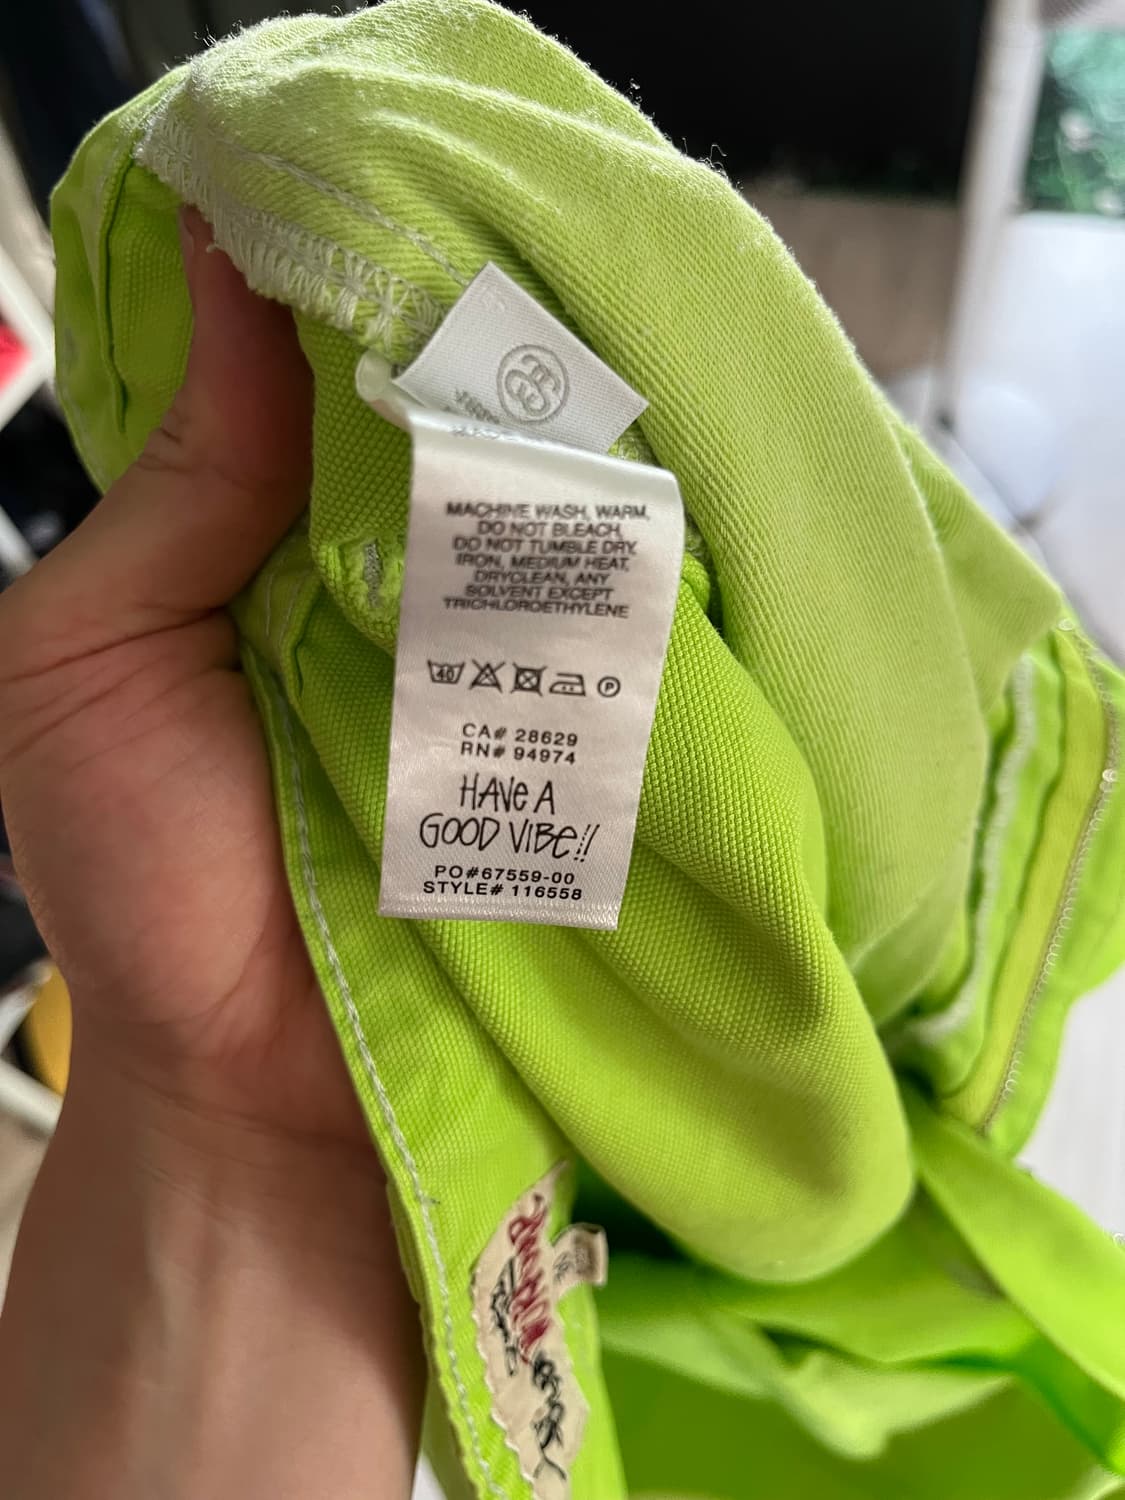 MACHINE WASH, WARM,
DO NOT BLEACH,
DO NOT TUMBLE DRY,
IRON, MEDIUM HEAT,
DRYCLEAN, ANY
SOLVENT EXCEPT
TRICHLOROETHYLENE
40
P
CA# 28629
RN# 94974
HAVE A
GOOD VIBE!!
PO#67559-00
STYLE# 116558